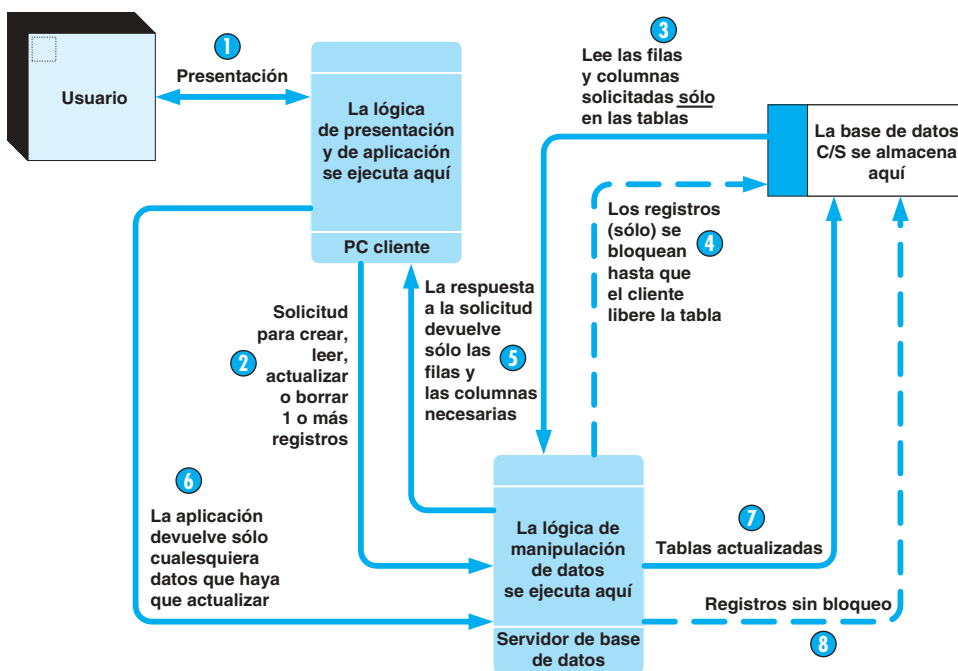 1
Presentación
Usuario
La lógica
de presentación
y de aplicación
se ejecuta aquí
PC cliente
3
Lee las filas
y columnas
solicitadas sólo
en las tablas
La base de datos
C/S se almacena
aquí
Los registros
(sólo) se
bloquean
hasta que
el cliente
libere la tabla
4
Solicitud
para crear,
leer,
actualizar
o borrar
1 o más
registros
2
La respuesta
a la solicitud
devuelve
sólo las
filas y
las columnas
necesarias
5
6
La aplicación
devuelve sólo
cualesquiera
datos que haya
que actualizar
La lógica de
manipulación
de datos
se ejecuta aquí
Servidor de base
de datos
7
Tablas actualizadas
Registros sin bloqueo
8